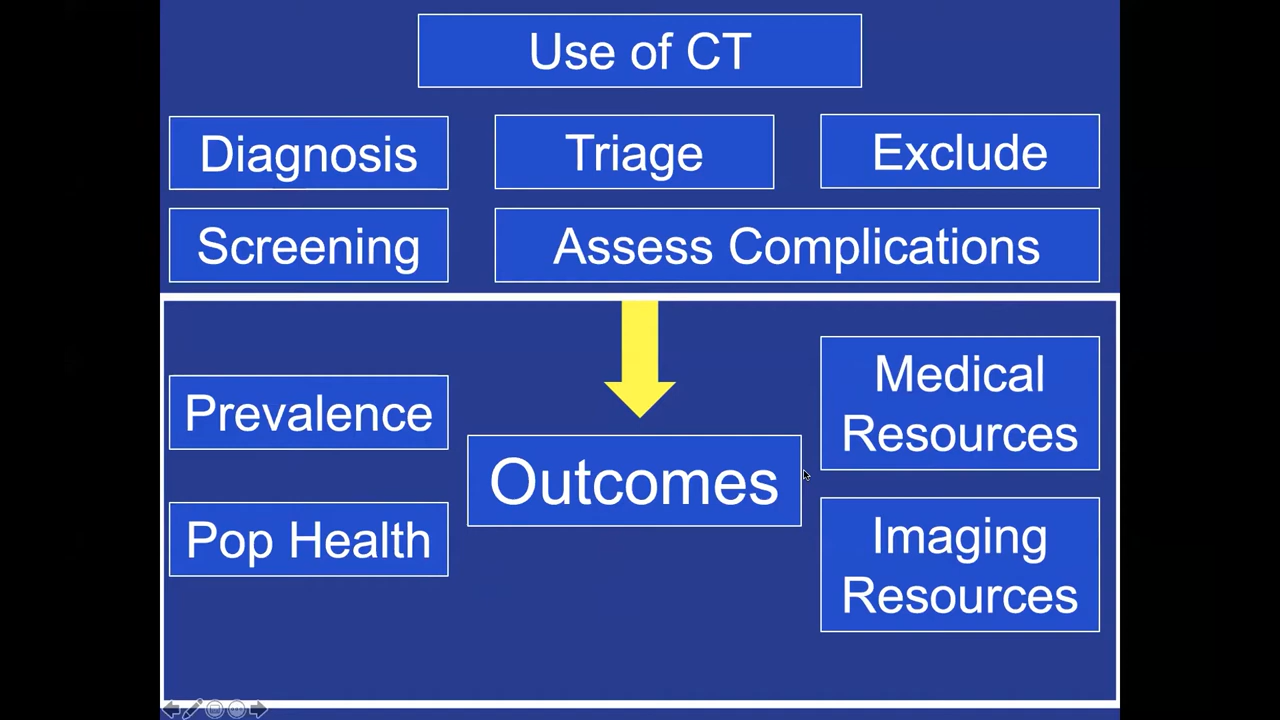 Use of CT
Diagnosis
Triage
Exclude
Screening
Assess Complications
Prevalence
Medical
Resources
Outcomes
Pop Health
Imaging
Resources